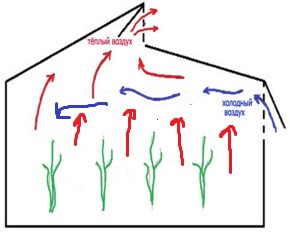 тёплый воздух
холодный
воздух